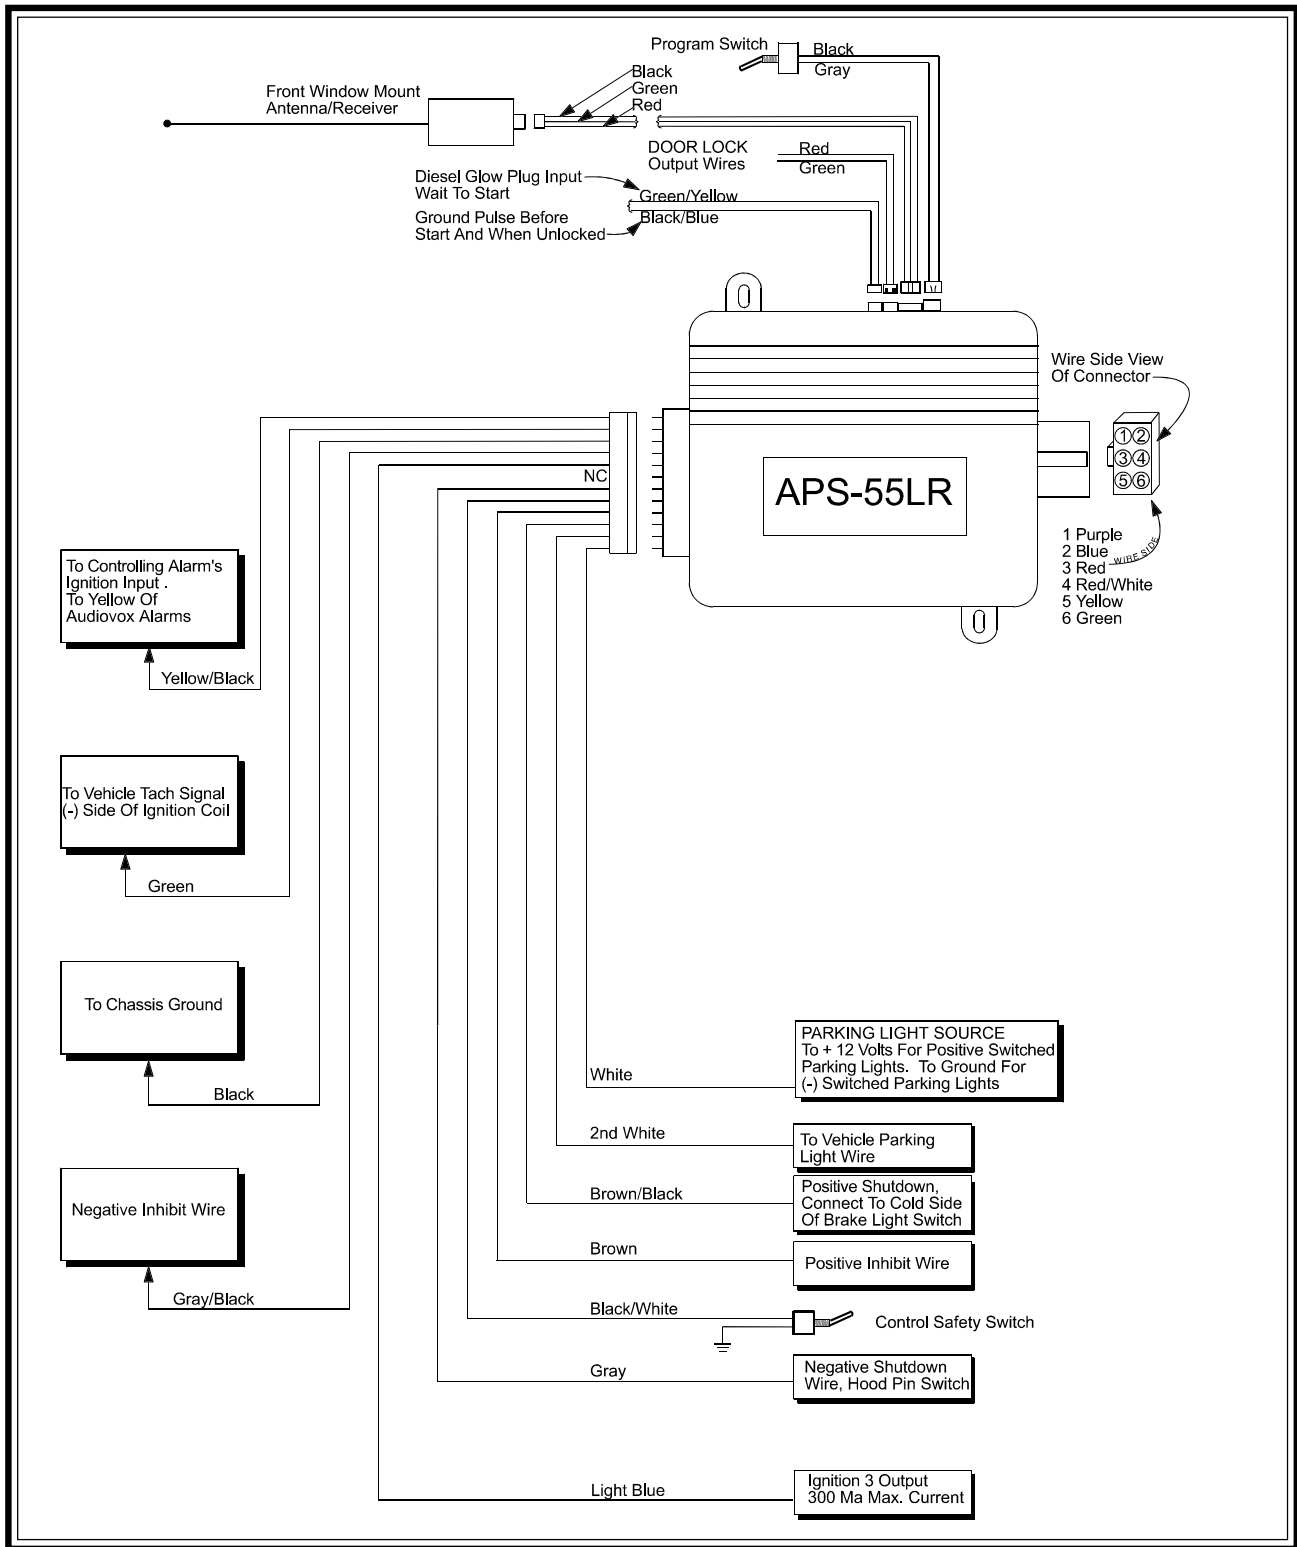 Program Switch
Black
Gray
Black
Green
Red
Front Window Mount
Antenna/Receiver
DOOR LOCK
Output Wires
Red
Green
Diesel Glow Plug Input
Wait To Start
Green/Yellow
Black/Blue
Ground Pulse Before
Start And When Unlocked
Wire Side View
Of Connector
1 2
3 4
5 6
WIRE SIDE
1 Purple
2 Blue
3 Red
4 Red/White
5 Yellow
6 Green
NC
APS-55LR
To Controlling Alarm's
Ignition Input .
To Yellow Of
Audiovox Alarms
Yellow/Black
To Vehicle Tach Signal
(-) Side Of Ignition Coil
Green
To Chassis Ground
Black
Negative Inhibit Wire
Gray/Black
White
PARKING LIGHT SOURCE
To + 12 Volts For Positive Switched
Parking Lights. To Ground For
(-) Switched Parking Lights
2nd White
To Vehicle Parking
Light Wire
Brown/Black
Positive Shutdown,
Connect To Cold Side
Of Brake Light Switch
Brown
Positive Inhibit Wire
Black/White
Control Safety Switch
Gray
Negative Shutdown
Wire, Hood Pin Switch
Light Blue
Ignition 3 Output
300 Ma Max. Current